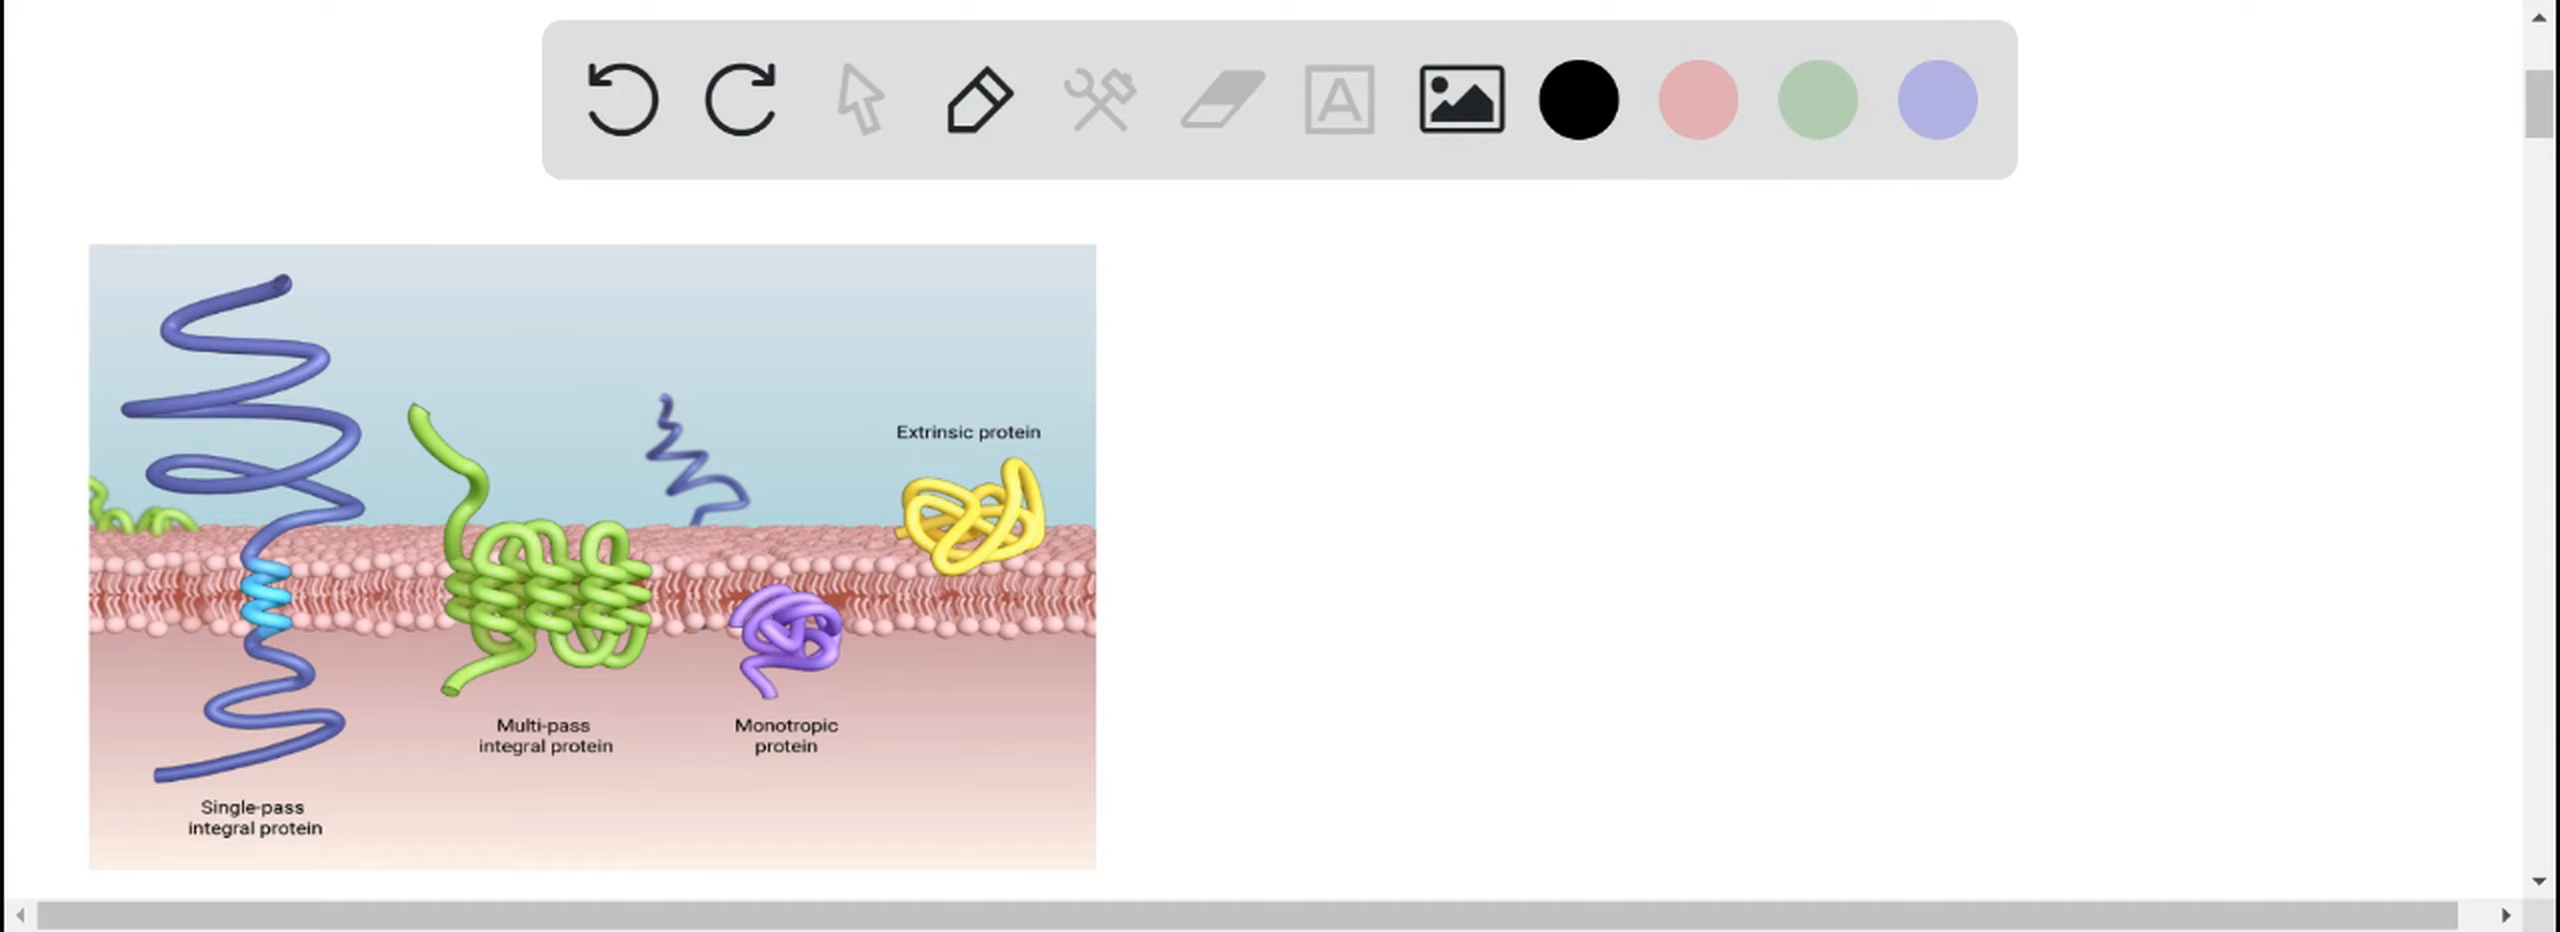 A
Extrinsic protein
Multi-pass
integral protein
Monotropic
protein
Single-pass
integral protein